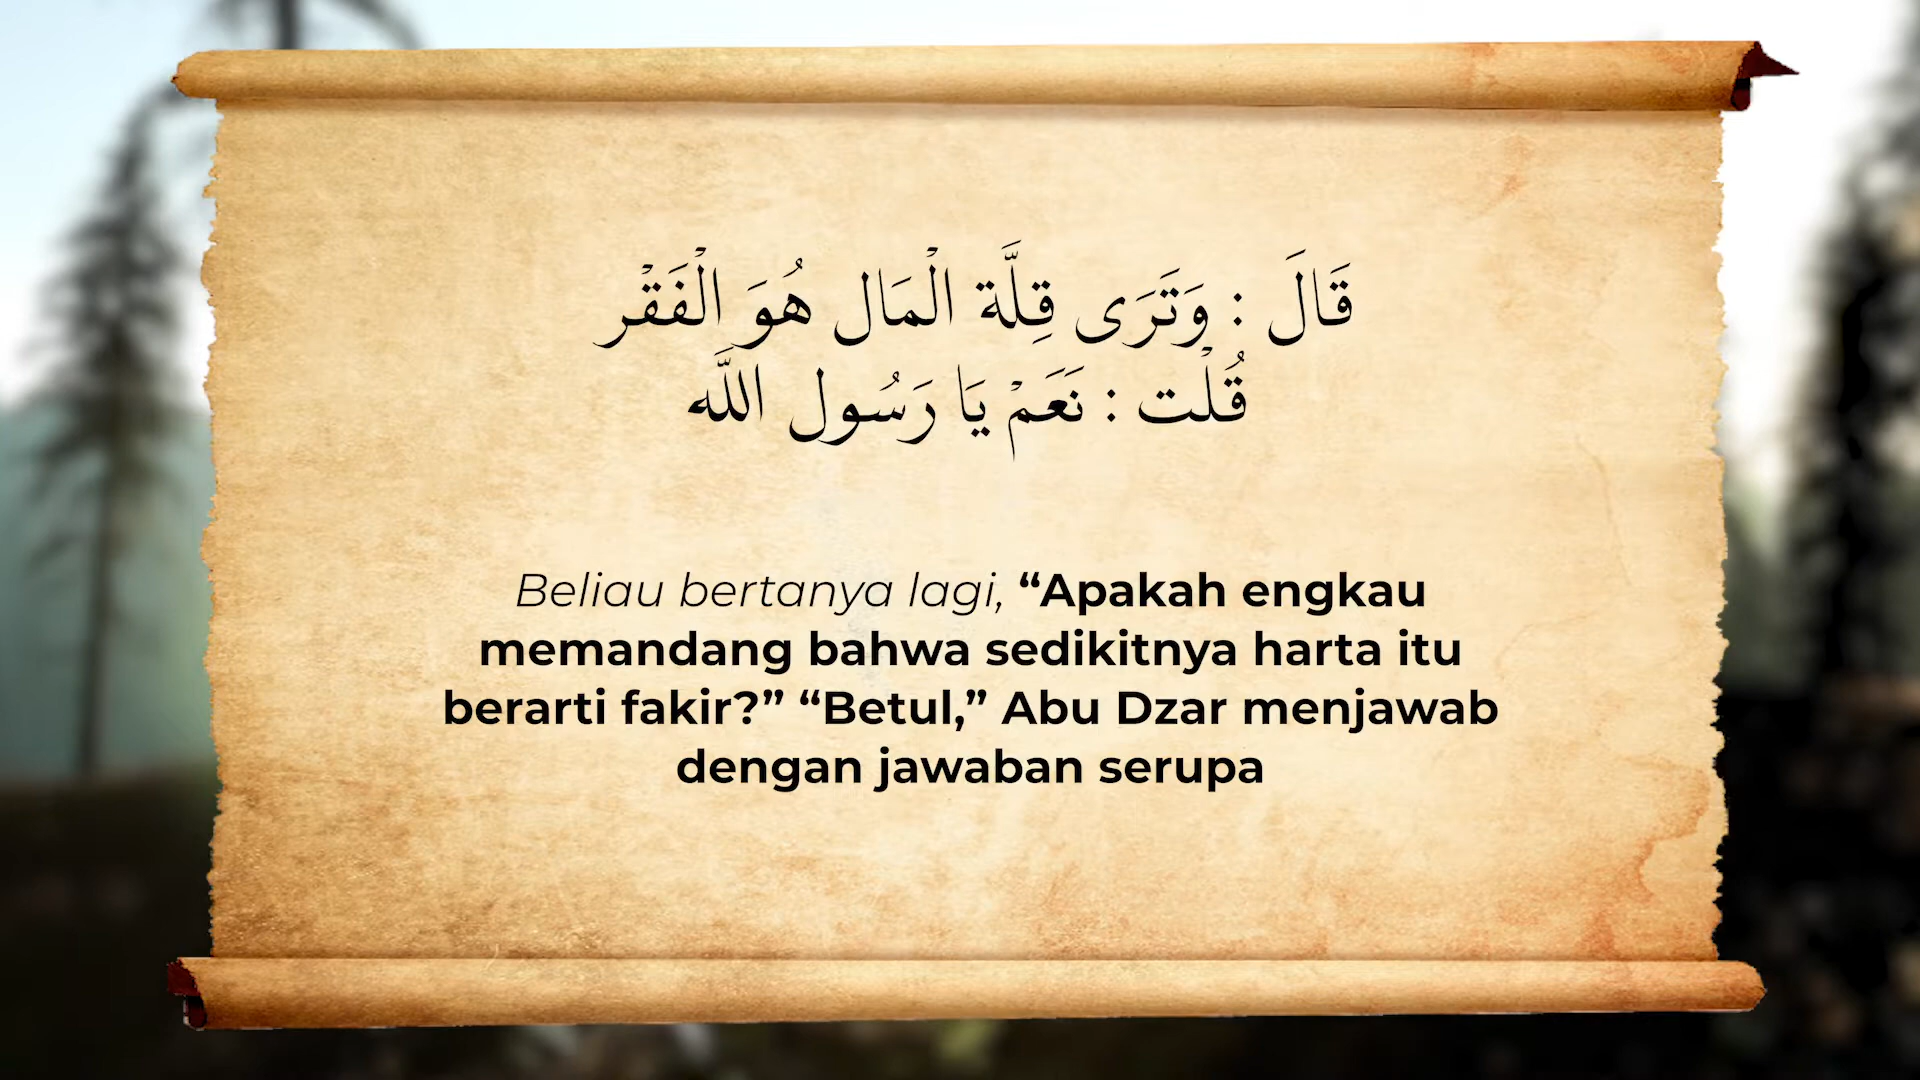 قَالَ : وَتَرَى قِلَّة الْمَال هُوَ الْفَقْر
قُلْت : نَعَمْ يَا رَسُول اللَّه
Beliau bertanya lagi, “Apakah engkau
memandang bahwa sedikitnya harta itu
berarti fakir?” “Betul,” Abu Dzar menjawab
dengan jawaban serupa